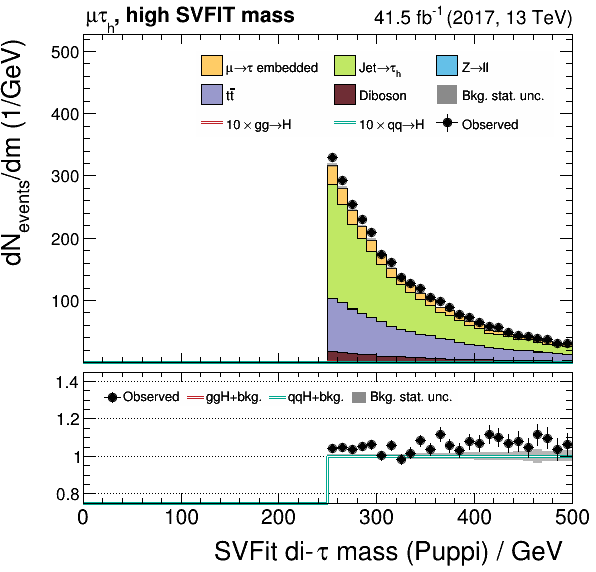 μτh, high SVFIT mass
41.5 fb⁻¹ (2017, 13 TeV)
dNevents/dm (1/GeV)
500
400
300
200
100
μ→τ embedded
Jet→τh
Z→ll
tt̄
Diboson
Bkg. stat. unc.
10 × gg→H
10 × qq→H
Observed
1.4
1.2
1
0.8
Observed
ggH+bkg.
qqH+bkg.
Bkg. stat. unc.
0
100
200
300
400
500
SVFit di-τ mass (Puppi) / GeV